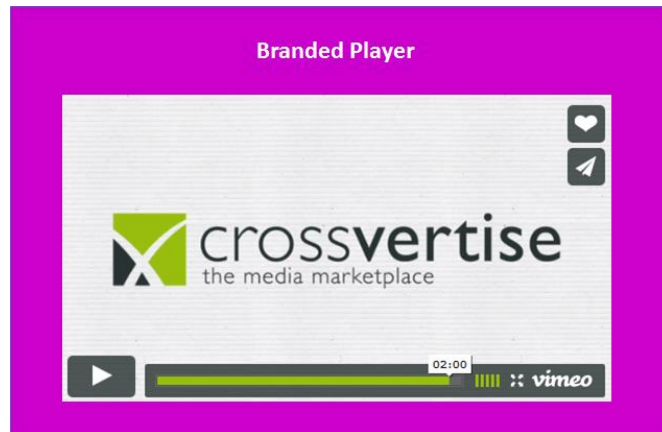 Branded Player
crossvertise
the media marketplace
02:00
vimeo